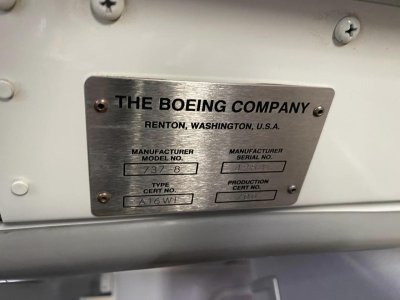 THE BOEING COMPANY
RENTON, WASHINGTON, U.S.A.
MANUFACTURER MODEL NO.
MANUFACTURER SERIAL NO.
737-8
TYPE CERT NO.
PRODUCTION CERT NO.
A16WE